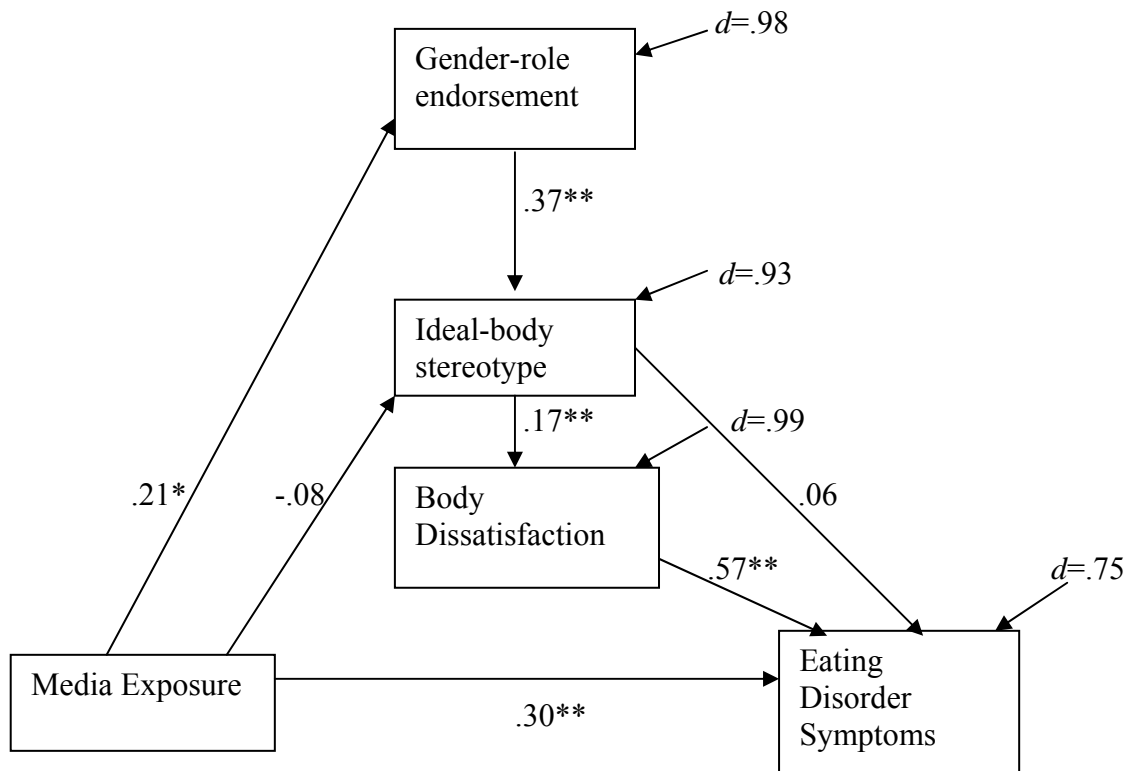 d=.98
Gender-role
endorsement
.37**
d=.93
Ideal-body
stereotype
.17**
d=.99
.21*
-.08
Body
Dissatisfaction
.06
.57**
d=.75
Media Exposure
Eating
Disorder
Symptoms
.30**